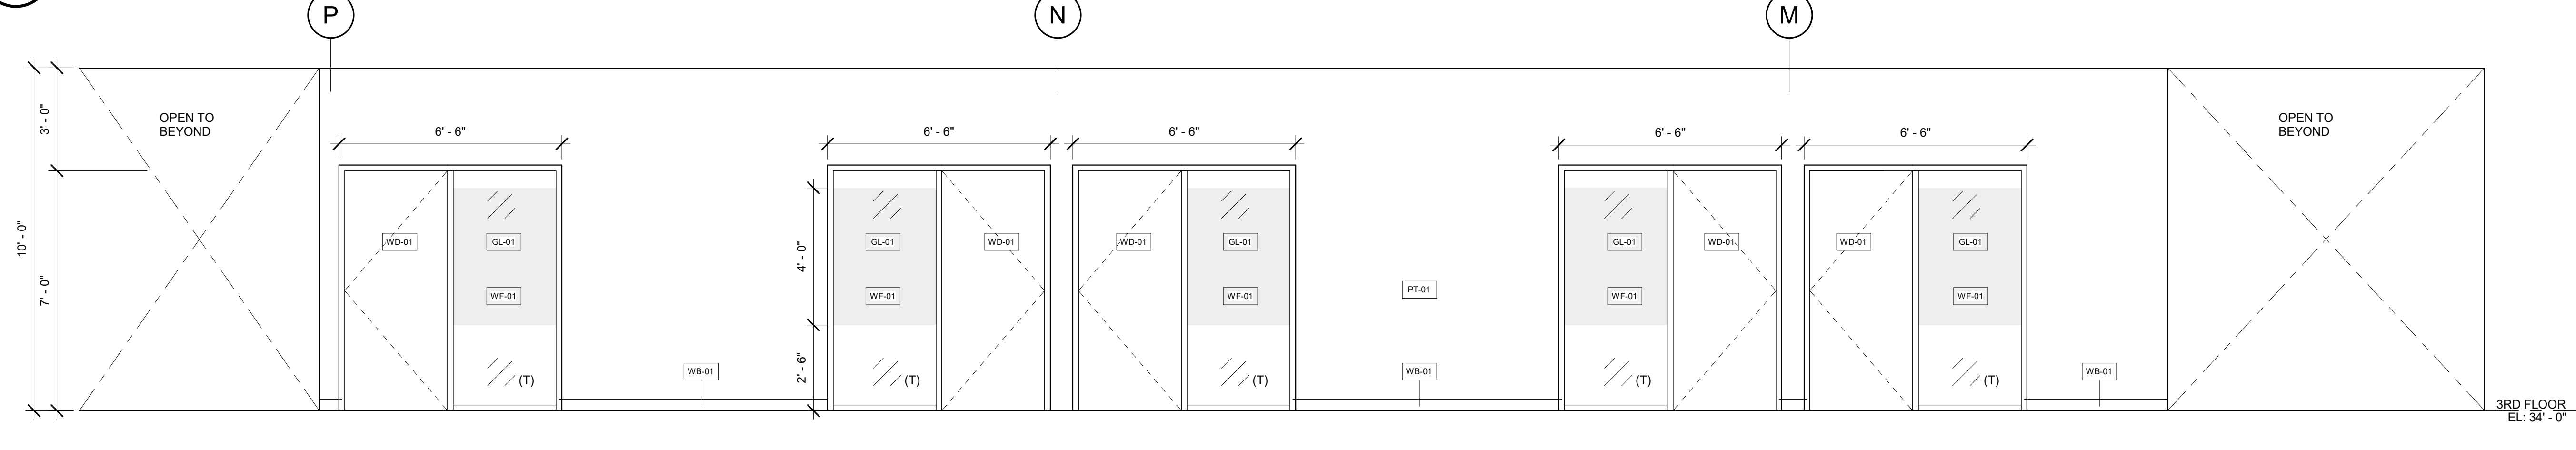 P
N
M
OPEN TO
BEYOND
OPEN TO
BEYOND
3' - 0"
10' - 0"
7' - 0"
6' - 6"
6' - 6"
6' - 6"
6' - 6"
6' - 6"
4' - 0"
2' - 6"
WD-01
GL-01
GL-01
WD-01
WD-01
GL-01
GL-01
WD-01
WD-01
GL-01
WF-01
WF-01
WF-01
PT-01
WF-01
WF-01
WB-01
WB-01
WB-01
(T)
(T)
(T)
(T)
(T)
3RD FLOOR
EL: 34' - 0"